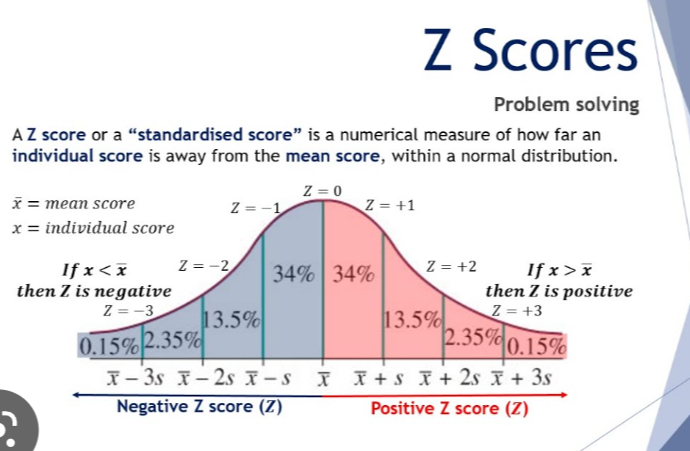 Z Scores
Problem solving
A Z score or a “standardised score” is a numerical measure of how far an
individual score is away from the mean score, within a normal distribution.
x̄ = mean score
x = individual score
Z = 0
Z = −1
Z = +1
If x < x̄
then Z is negative
Z = −2
Z = +2
If x > x̄
then Z is positive
Z = −3
Z = +3
34% 34%
13.5% 13.5%
0.15% 2.35% 2.35% 0.15%
x̄ − 3s x̄ − 2s x̄ − s x̄ x̄ + s x̄ + 2s x̄ + 3s
Negative Z score (Z) Positive Z score (Z)